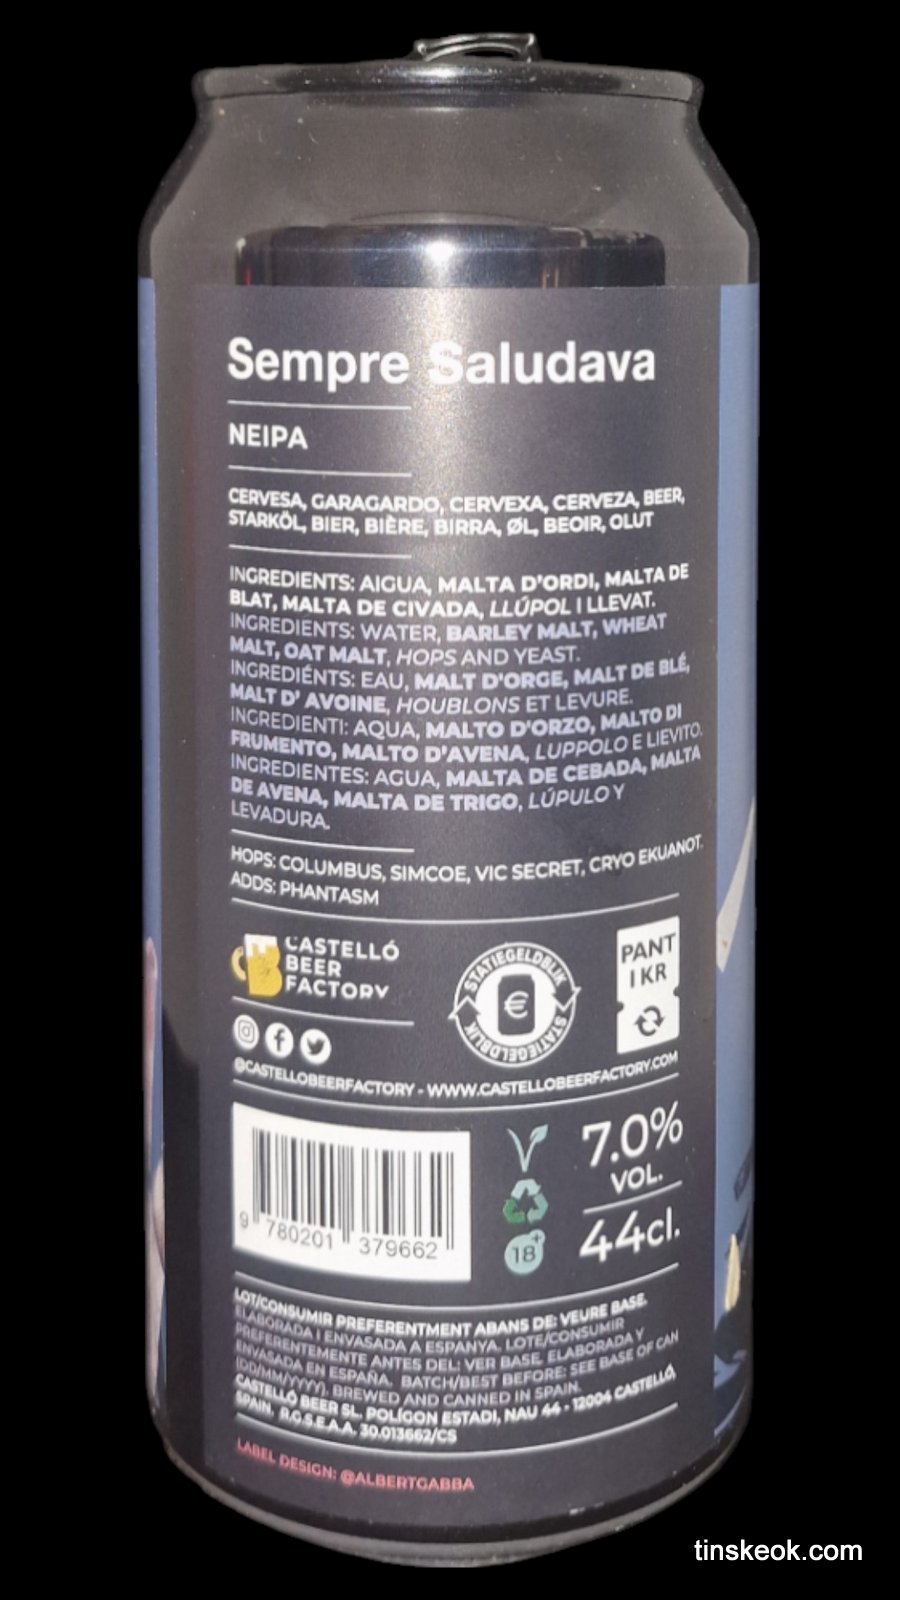 Sempre Saludava
NEIPA
CERVESA, GARAGARDO, CERVEXA, CERVEZA, BEER,
STARKÖL, BIER, BIÈRE, BIRRA, ØL, BEOIR, OLUT
INGREDIENTS: AIGUA, MALTA D'ORDI, MALTA DE
BLAT, MALTA DE CIVADA, LLÚPOL I LLEVAT.
INGREDIENTS: WATER, BARLEY MALT, WHEAT
MALT, OAT MALT, HOPS AND YEAST.
INGREDIÉNTS: EAU, MALT D'ORGE, MALT DE BLÉ,
MALT D' AVOINE, HOUBLONS ET LEVURE.
INGREDIENTI: AQUA, MALTO D'ORZO, MALTO DI
FRUMENTO, MALTO D'AVENA, LUPPOLO E LIEVITO.
INGREDIENTES: AGUA, MALTA DE CEBADA, MALTA
DE AVENA, MALTA DE TRIGO, LÚPULO Y
LEVADURA.
HOPS: COLUMBUS, SIMCOE, VIC SECRET, CRYO EKUANOT.
ADDS: PHANTASM
CASTELLÓ
BEER
FACTORY
STATIEGELDBLIK
€
STATIEGELDBLIK
PANT
1 KR
@CASTELLOBEERFACTORY - WWW.CASTELLOBEERFACTORY.COM
9 780201 379662
18+
7.0%
VOL.
44cl.
LOT/CONSUMIR PREFERENTMENT ABANS DE: VEURE BASE.
ELABORADA I ENVASADA A ESPANYA. LOTE/CONSUMIR
PREFERENTEMENTE ANTES DEL: VER BASE. ELABORADA Y
ENVASADA EN ESPAÑA. BATCH/BEST BEFORE: SEE BASE OF CAN
(DD/MM/YYYY). BREWED AND CANNED IN SPAIN.
CASTELLÓ BEER SL. POLÍGON ESTADI, NAU 44 - 12004 CASTELLÓ,
SPAIN. R.G.S.E.A.A. 30.013662/CS
LABEL DESIGN: @ALBERTGABBA
tinskeok.com